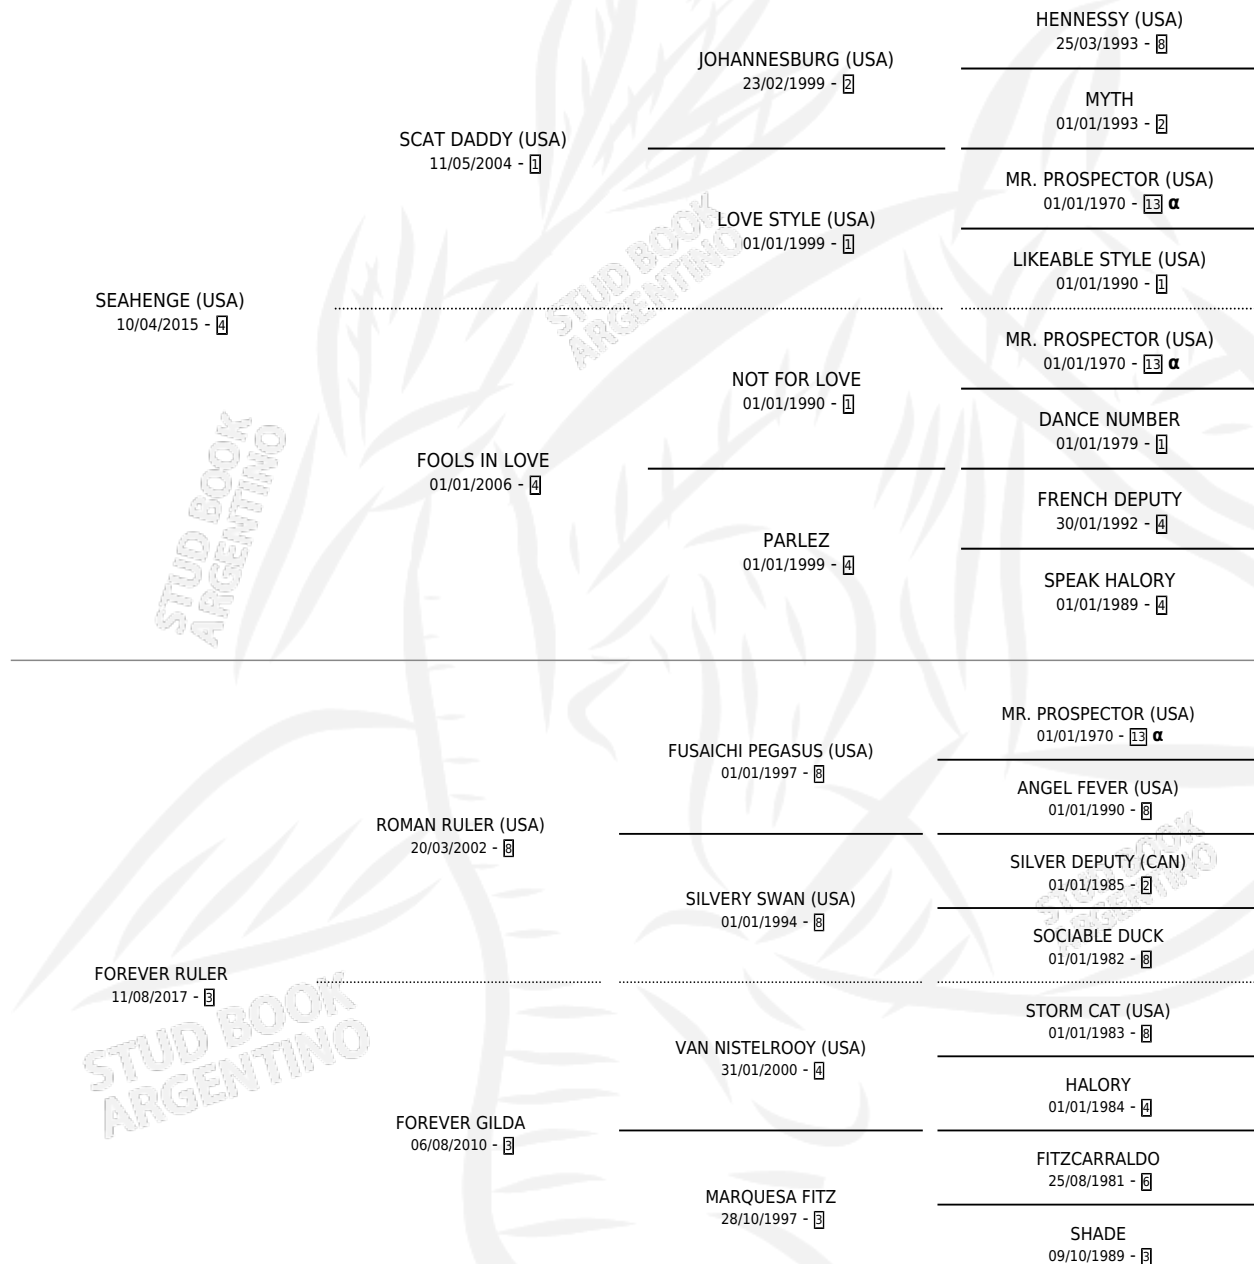 HENNESSY (USA)
25/03/1993 - 8
JOHANNESBURG (USA)
23/02/1999 - 2
MYTH
01/01/1993 - 2
SCAT DADDY (USA)
11/05/2004 - 1
MR. PROSPECTOR (USA)
01/01/1970 - 13 α
LOVE STYLE (USA)
01/01/1999 - 1
LIKEABLE STYLE (USA)
01/01/1990 - 1
SEAHENGE (USA)
10/04/2015 - 4
MR. PROSPECTOR (USA)
01/01/1970 - 13 α
NOT FOR LOVE
01/01/1990 - 1
DANCE NUMBER
01/01/1979 - 1
FOOLS IN LOVE
01/01/2006 - 4
FRENCH DEPUTY
30/01/1992 - 4
PARLEZ
01/01/1999 - 4
SPEAK HALORY
01/01/1989 - 4
MR. PROSPECTOR (USA)
01/01/1970 - 13 α
FUSAICHI PEGASUS (USA)
01/01/1997 - 8
ANGEL FEVER (USA)
01/01/1990 - 8
ROMAN RULER (USA)
20/03/2002 - 8
SILVER DEPUTY (CAN)
01/01/1985 - 2
SILVERY SWAN (USA)
01/01/1994 - 8
SOCIABLE DUCK
01/01/1982 - 8
FOREVER RULER
11/08/2017 - 3
STORM CAT (USA)
01/01/1983 - 8
VAN NISTELROOY (USA)
31/01/2000 - 4
HALORY
01/01/1984 - 4
FOREVER GILDA
06/08/2010 - 3
FITZCARRALDO
25/08/1981 - 6
MARQUESA FITZ
28/10/1997 - 3
SHADE
09/10/1989 - 3
STUD BOOK
ARGENTINO
STUD BOOK
ARGENTINO
STUD BOOK
ARGENTINO
STUD BOOK
ARGENTINO